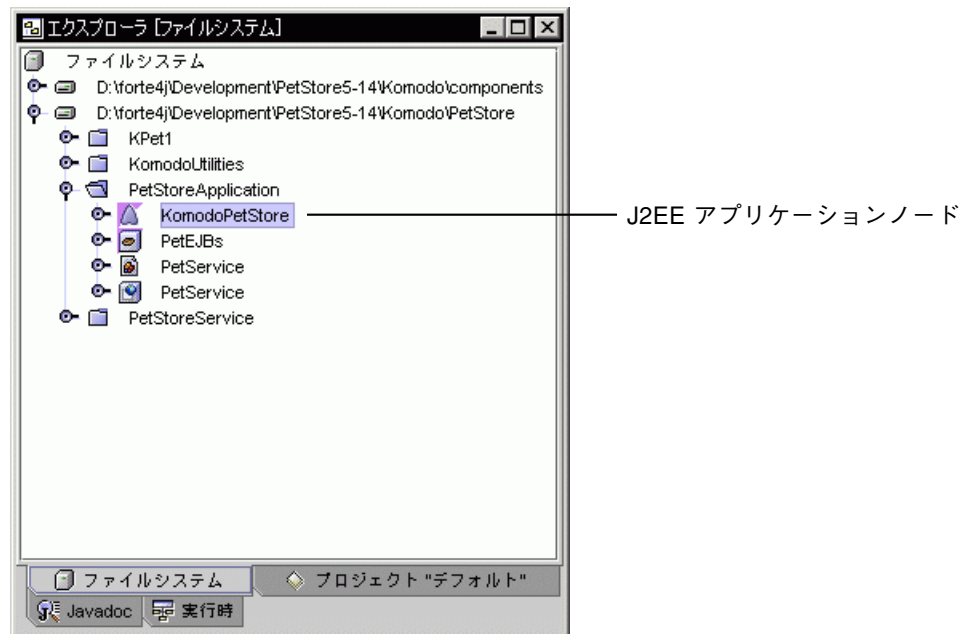 エクスプローラ [ファイルシステム]
ファイルシステム
D:\forte4j\Development\PetStore5-14\Komodo\components
D:\forte4j\Development\PetStore5-14\Komodo\PetStore
KPet1
KomodoUtilities
PetStoreApplication
KomodoPetStore
J2EE アプリケーションノード
PetEJBs
PetService
PetService
PetStoreService
ファイルシステム
プロジェクト "デフォルト"
Javadoc
実行時